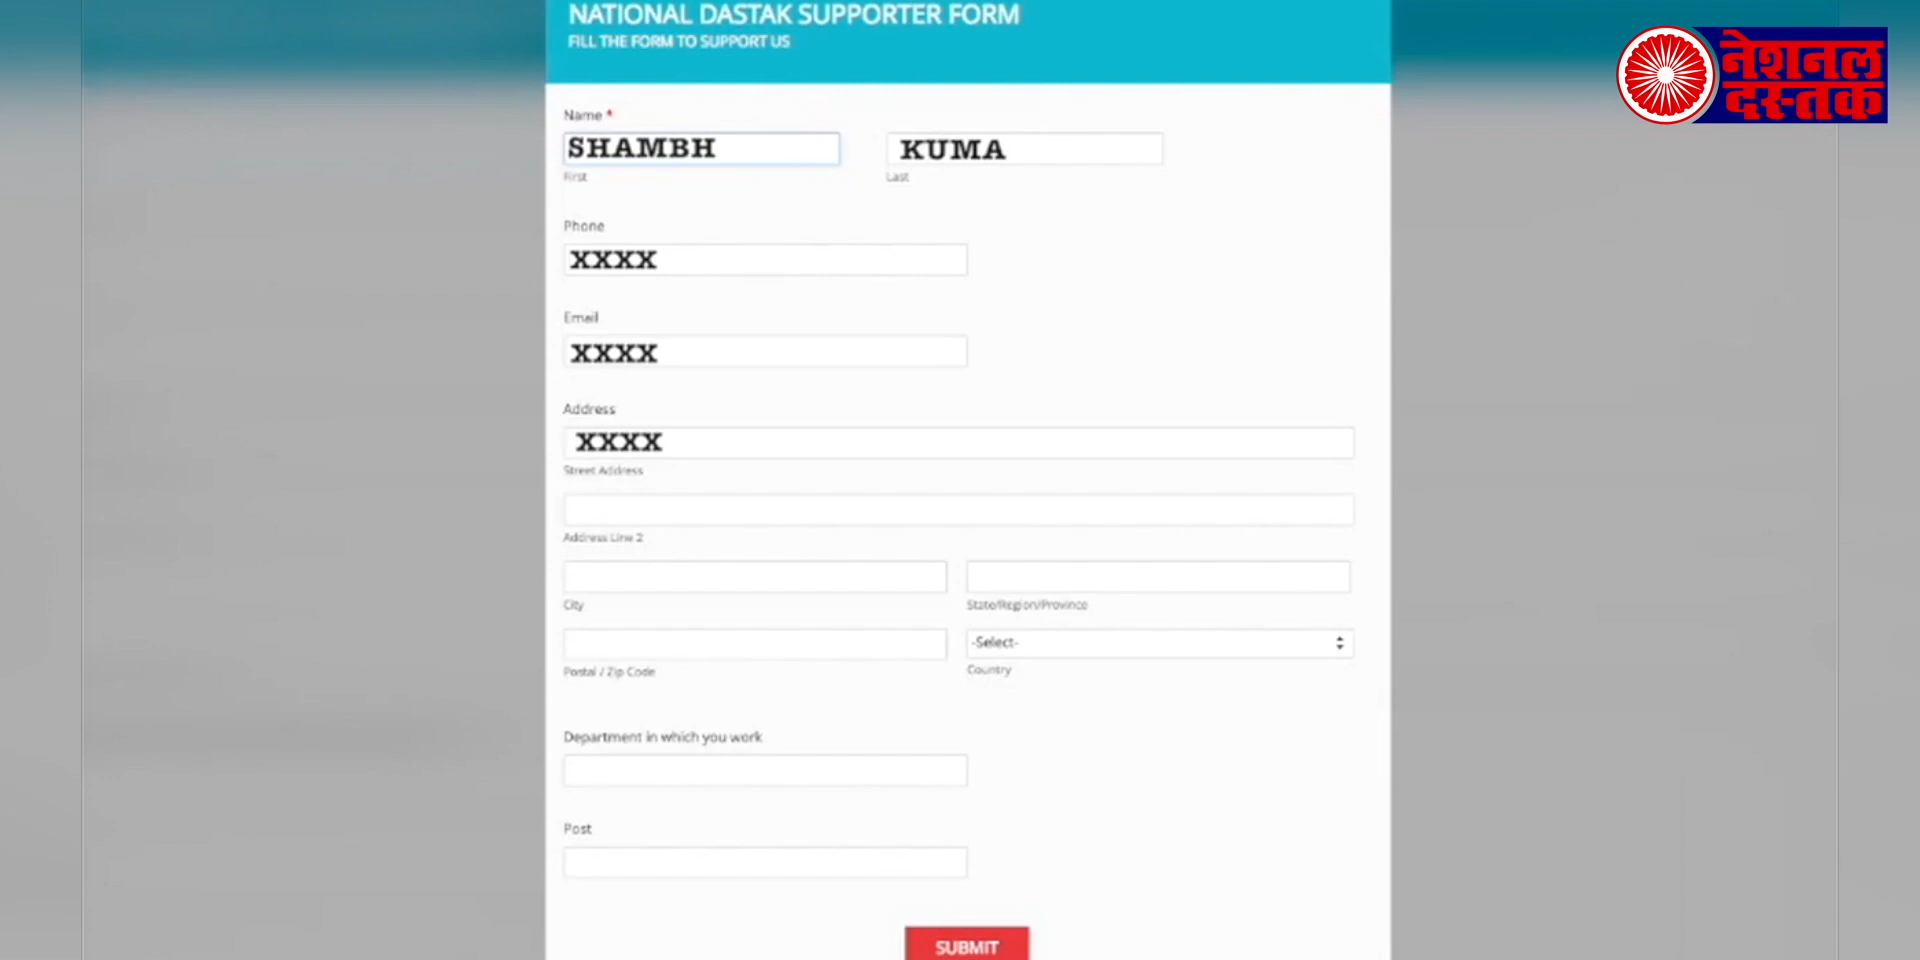 NATIONAL DASTAK SUPPORTER FORM
FILL THE FORM TO SUPPORT US
नेशनल
दस्तक
Name *
SHAMBH KUMA
First Last
Phone
XXXX
Email
XXXX
Address
XXXX
Street Address
Address Line 2
City State/Region/Province
-Select-
Postal / Zip Code Country
Department in which you work
Post
SUBMIT